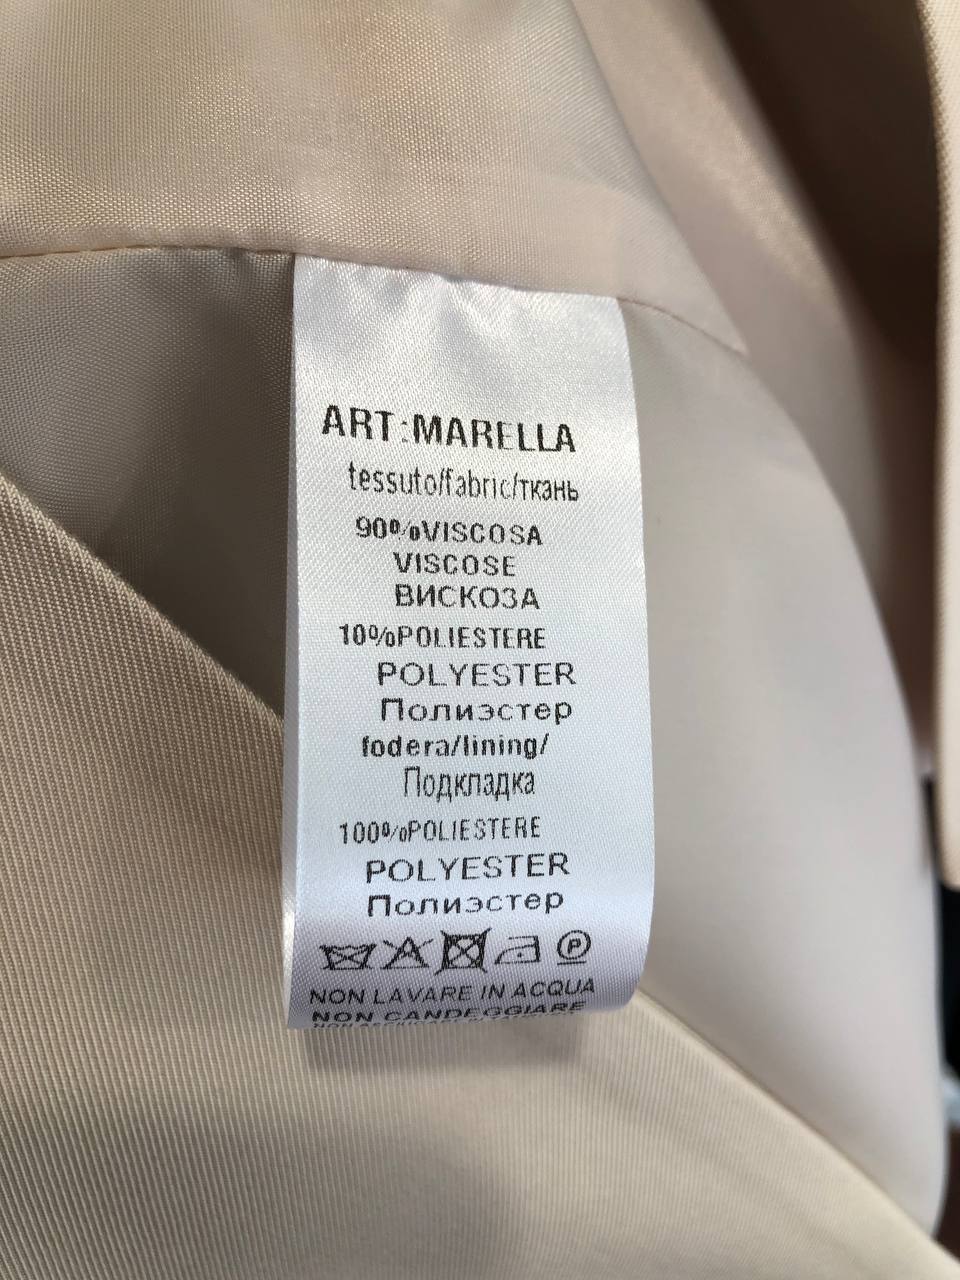 ART:MARELLA
tessuto/fabric/ткань
90%VISCOSA
VISCOSE
ВИСКОЗА
10%POLIESTERE
POLYESTER
Полиэстер
fodera/lining/
Подкладка
100%POLIESTERE
POLYESTER
Полиэстер
P
NON LAVARE IN ACQUA
NON CANDEGGIARE